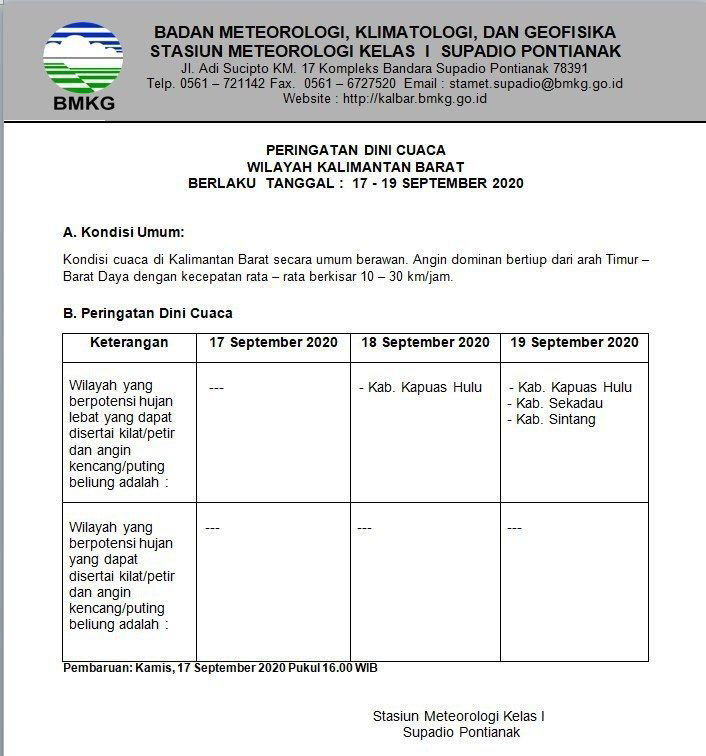 BADAN METEOROLOGI, KLIMATOLOGI, DAN GEOFISIKA
STASIUN METEOROLOGI KELAS I SUPADIO PONTIANAK
Jl. Adi Sucipto KM. 17 Kompleks Bandara Supadio Pontianak 78391
Telp. 0561 – 721142 Fax. 0561 – 6727520 Email : stamet.supadio@bmkg.go.id
Website : http://kalbar.bmkg.go.id
BMKG
PERINGATAN DINI CUACA
WILAYAH KALIMANTAN BARAT
BERLAKU TANGGAL : 17 - 19 SEPTEMBER 2020
A. Kondisi Umum:
Kondisi cuaca di Kalimantan Barat secara umum berawan. Angin dominan bertiup dari arah Timur –
Barat Daya dengan kecepatan rata – rata berkisar 10 – 30 km/jam.
B. Peringatan Dini Cuaca
Keterangan 17 September 2020 18 September 2020 19 September 2020
Wilayah yang
berpotensi hujan
lebat yang dapat
disertai kilat/petir
dan angin
kencang/puting
beliung adalah :
---
- Kab. Kapuas Hulu
- Kab. Kapuas Hulu
- Kab. Sekadau
- Kab. Sintang
Wilayah yang
berpotensi hujan
yang dapat
disertai kilat/petir
dan angin
kencang/puting
beliung adalah :
---
---
---
Pembaruan: Kamis, 17 September 2020 Pukul 16.00 WIB
Stasiun Meteorologi Kelas I
Supadio Pontianak